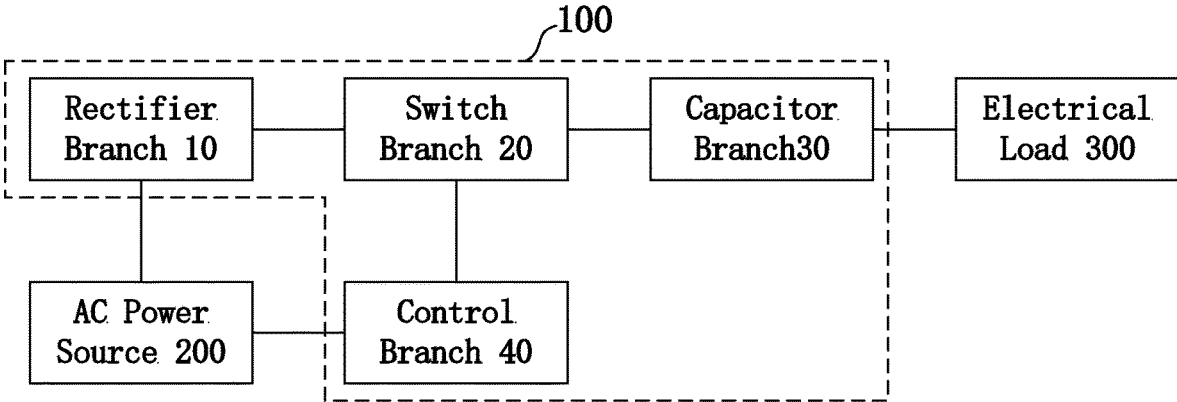 100
Rectifier
Branch 10
Switch
Branch 20
Capacitor
Branch30
Electrical
Load 300
AC Power
Source 200
Control
Branch 40